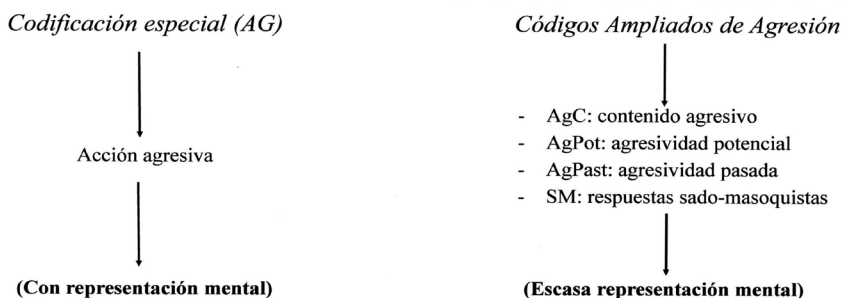 Codificación especial (AG)
Acción agresiva
(Con representación mental)
Códigos Ampliados de Agresión
- AgC: contenido agresivo
- AgPot: agresividad potencial
- AgPast: agresividad pasada
- SM: respuestas sado-masoquistas
(Escasa representación mental)